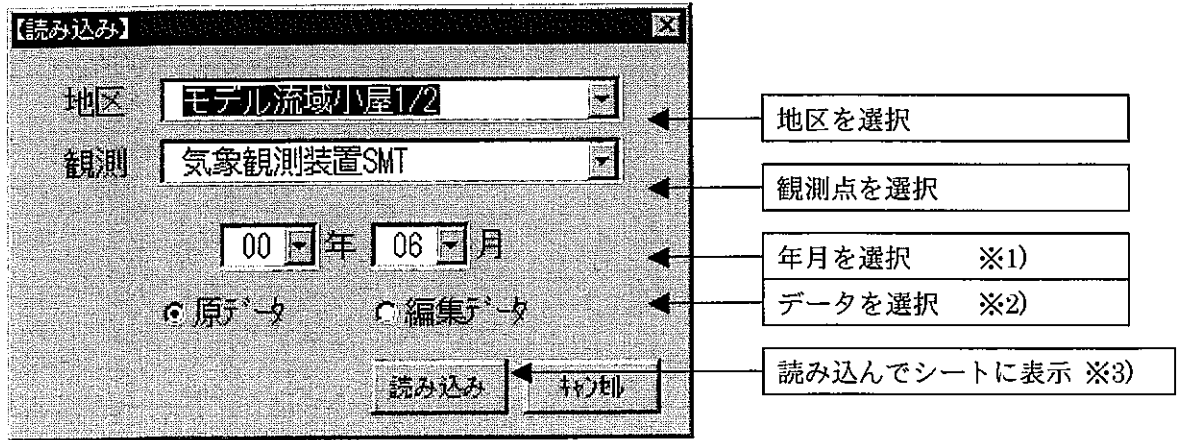 【読み込み】
地区 モデル流域小屋1/2
地区を選択
観測 気象観測装置SMT
観測点を選択
00 年 06 月
年月を選択 ※1)
原データ 編集データ
データを選択 ※2)
読み込み キャンセル
読み込んでシートに表示 ※3)